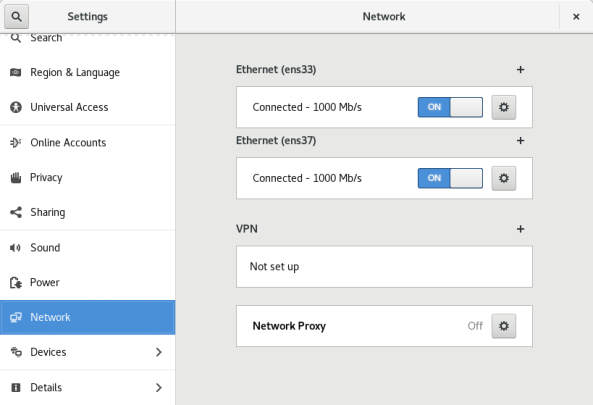 Settings
Network
Search
Region & Language
Universal Access
Online Accounts
Privacy
Sharing
Sound
Power
Network
Devices
Details
Ethernet (ens33)
Connected - 1000 Mb/s
ON
Ethernet (ens37)
Connected - 1000 Mb/s
ON
VPN
Not set up
Network Proxy
Off